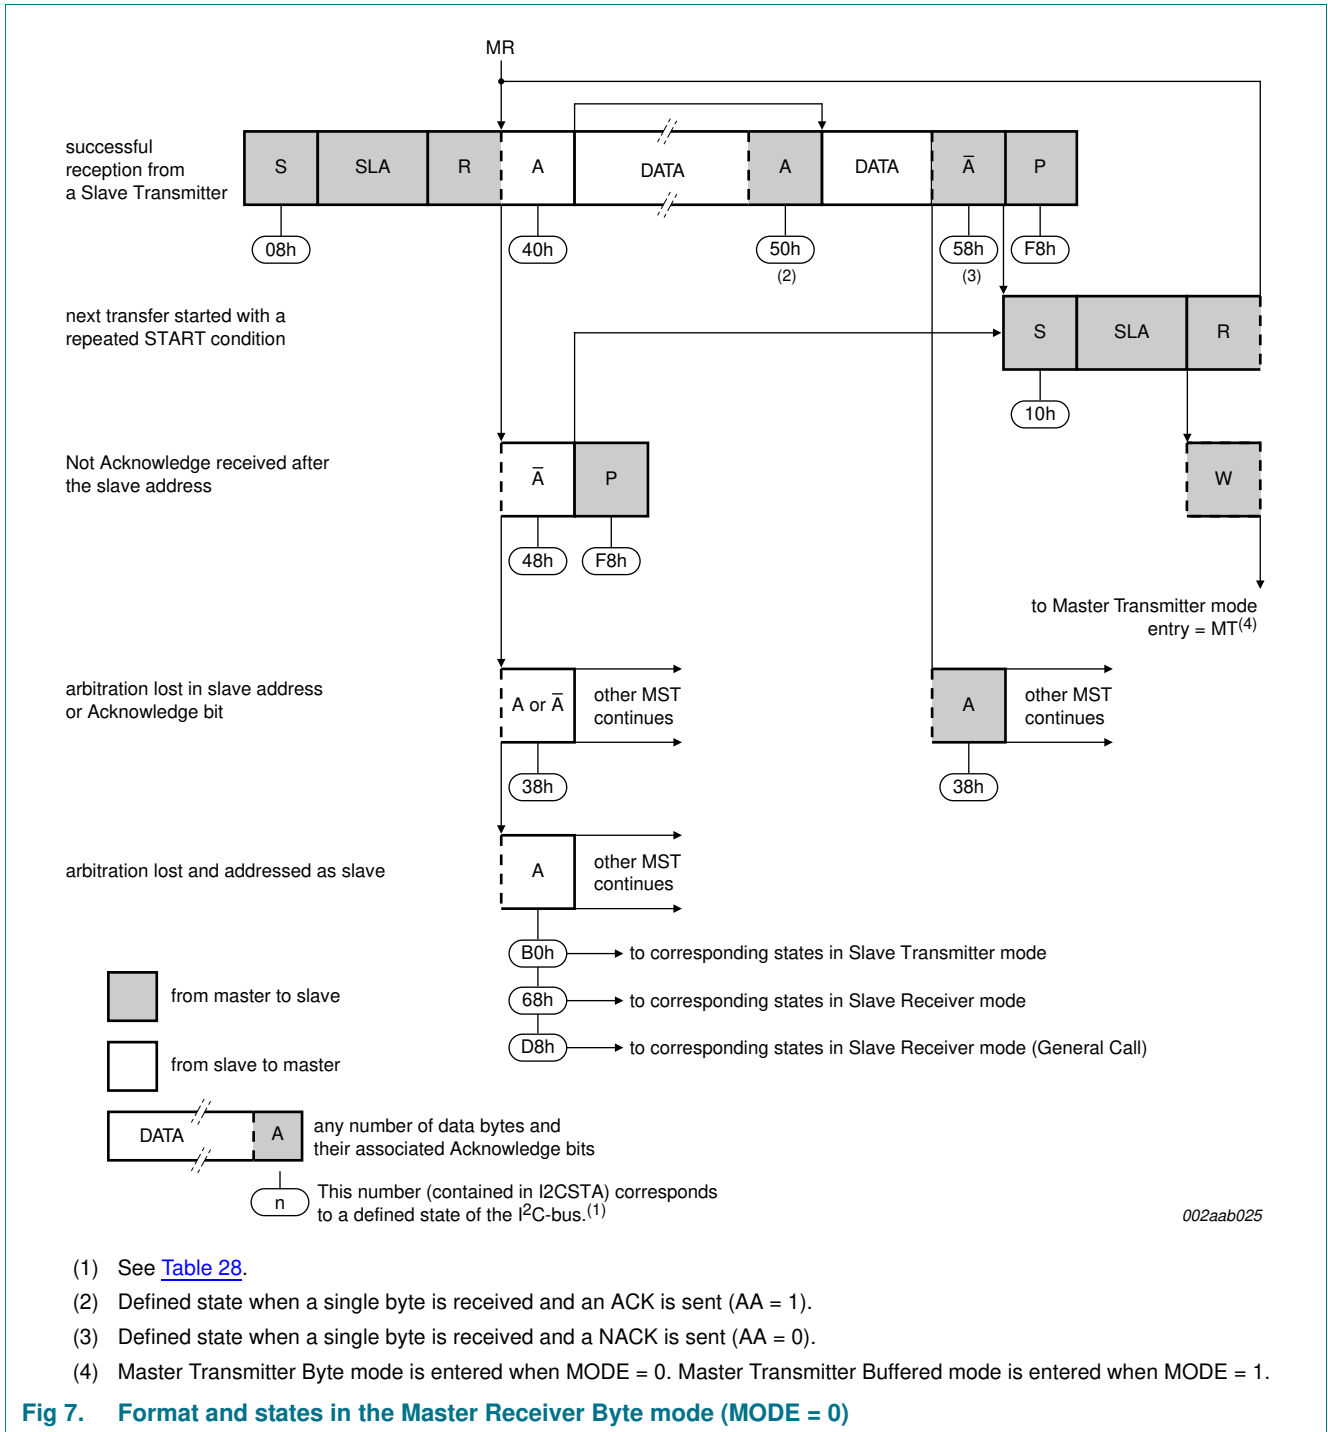 MR
successful
reception from
a Slave Transmitter
S SLA R A DATA A DATA A̅ P
08h 40h 50h 58h F8h
(2) (3)
next transfer started with a
repeated START condition
S SLA R
10h
Not Acknowledge received after
the slave address
A̅ P W
48h F8h
to Master Transmitter mode
entry = MT(4)
arbitration lost in slave address
or Acknowledge bit
A or A̅ other MST
continues
A other MST
continues
38h 38h
arbitration lost and addressed as slave
A other MST
continues
B0h to corresponding states in Slave Transmitter mode
68h to corresponding states in Slave Receiver mode
D8h to corresponding states in Slave Receiver mode (General Call)
from master to slave
from slave to master
DATA A any number of data bytes and
their associated Acknowledge bits
n This number (contained in I2CSTA) corresponds
to a defined state of the I²C-bus.(1)
002aab025
(1) See Table 28.
(2) Defined state when a single byte is received and an ACK is sent (AA = 1).
(3) Defined state when a single byte is received and a NACK is sent (AA = 0).
(4) Master Transmitter Byte mode is entered when MODE = 0. Master Transmitter Buffered mode is entered when MODE = 1.
Fig 7. Format and states in the Master Receiver Byte mode (MODE = 0)